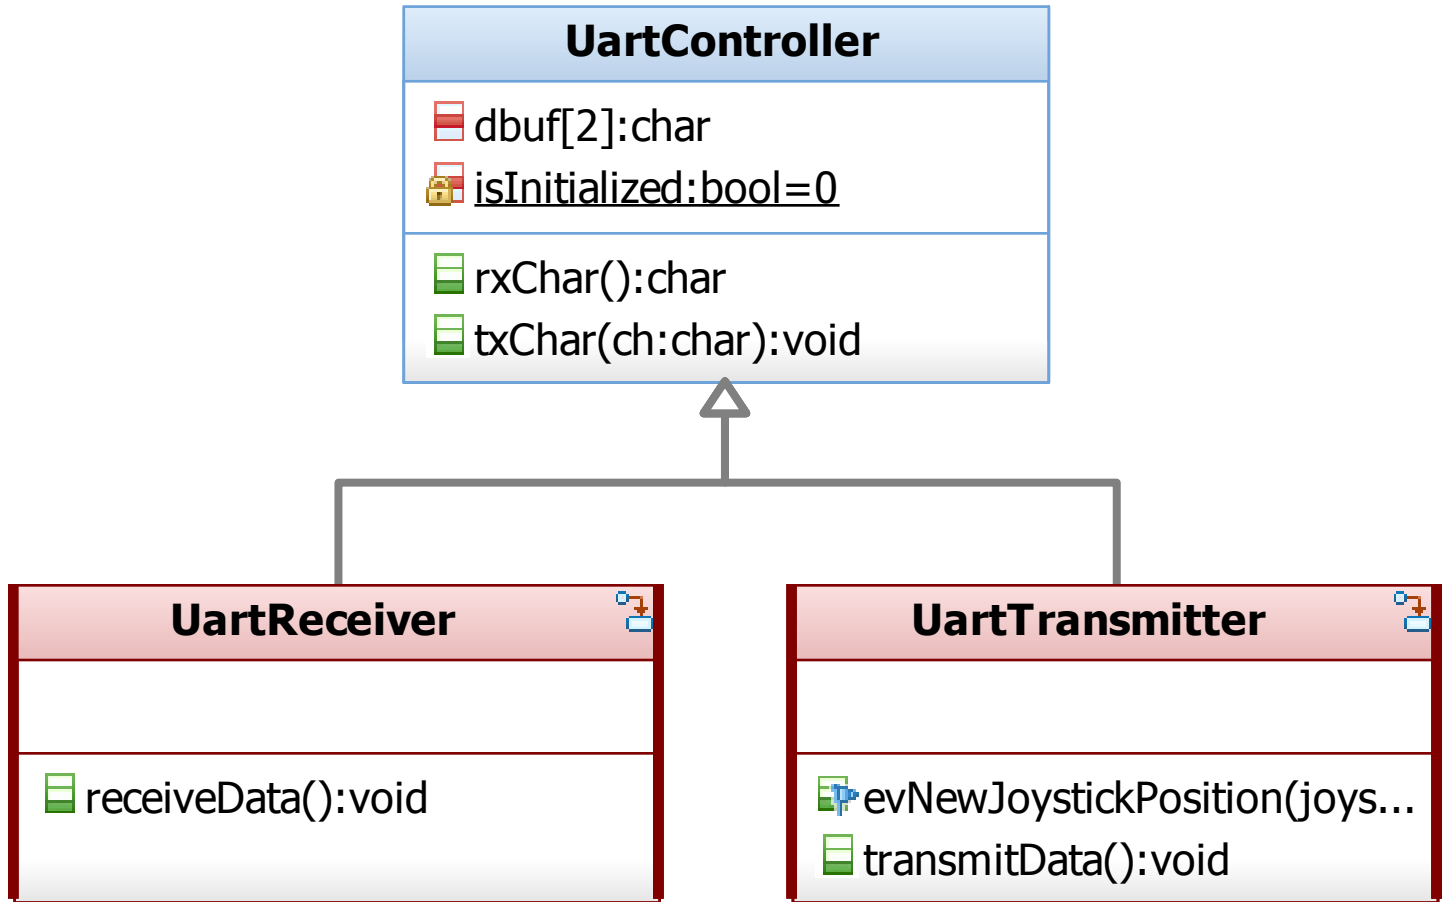 UartController
dbuf[2]:char
isInitialized:bool=0
rxChar():char
txChar(ch:char):void
UartReceiver
receiveData():void
UartTransmitter
evNewJoystickPosition(joys...
transmitData():void